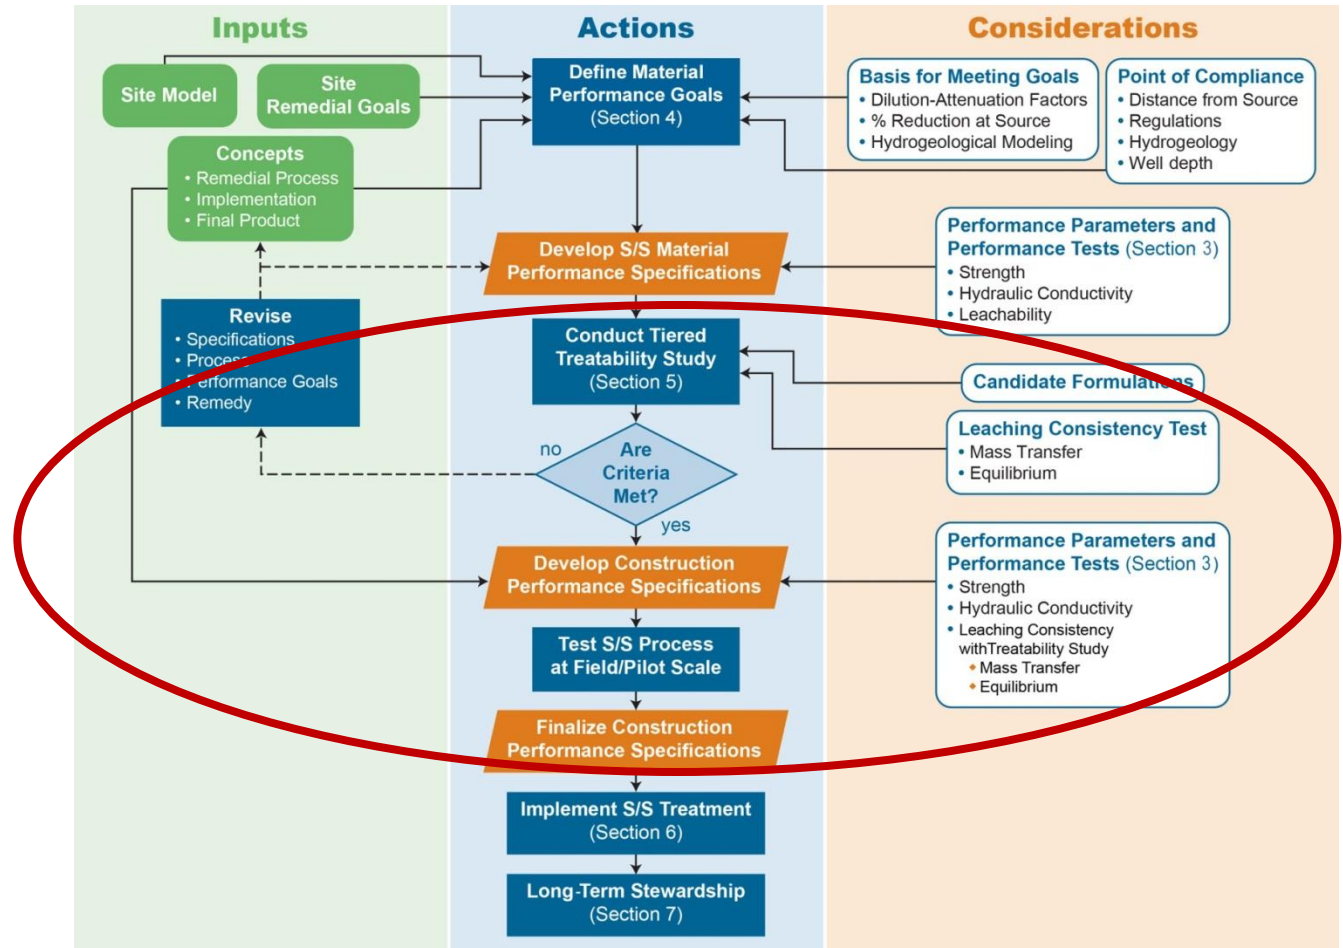 Inputs
Actions
Considerations
Site Model
Site
Remedial Goals
Define Material
Performance Goals
(Section 4)
Basis for Meeting Goals
• Dilution-Attenuation Factors
• % Reduction at Source
• Hydrogeological Modeling
Point of Compliance
• Distance from Source
• Regulations
• Hydrogeology
• Well depth
Concepts
• Remedial Process
• Implementation
• Final Product
Develop S/S Material
Performance Specifications
Performance Parameters and
Performance Tests (Section 3)
• Strength
• Hydraulic Conductivity
• Leachability
Revise
• Specifications
• Process
• Performance Goals
• Remedy
Conduct Tiered
Treatability Study
(Section 5)
Candidate Formulations
Leaching Consistency Test
• Mass Transfer
• Equilibrium
no
Are
Criteria
Met?
yes
Develop Construction
Performance Specifications
Performance Parameters and
Performance Tests (Section 3)
• Strength
• Hydraulic Conductivity
• Leaching Consistency
withTreatability Study
◆ Mass Transfer
◆ Equilibrium
Test S/S Process
at Field/Pilot Scale
Finalize Construction
Performance Specifications
Implement S/S Treatment
(Section 6)
Long-Term Stewardship
(Section 7)